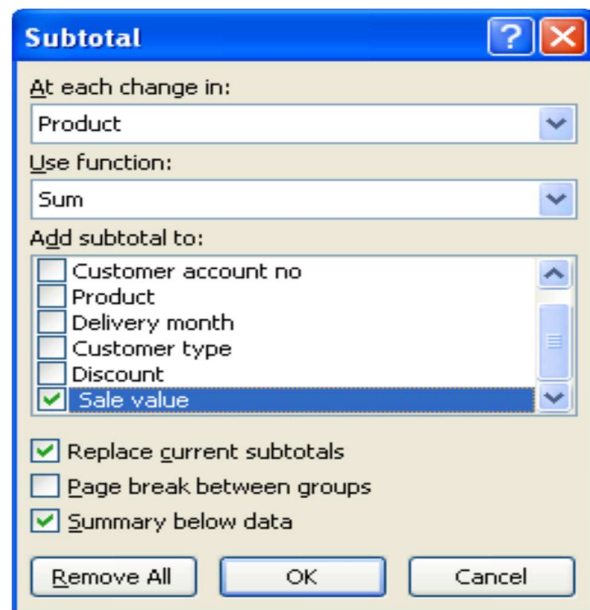 Subtotal
At each change in:
Product
Use function:
Sum
Add subtotal to:
Customer account no
Product
Delivery month
Customer type
Discount
Sale value
Replace current subtotals
Page break between groups
Summary below data
Remove All OK Cancel